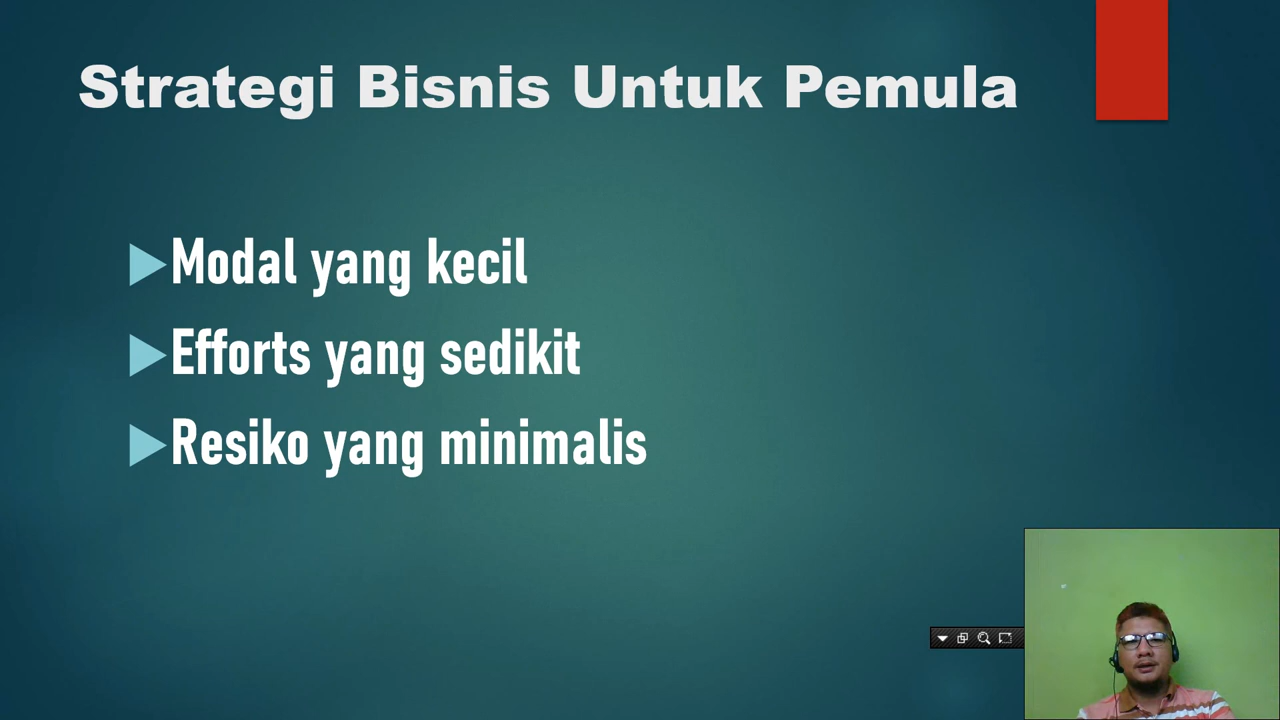 Strategi Bisnis Untuk Pemula
Modal yang kecil
Efforts yang sedikit
Resiko yang minimalis